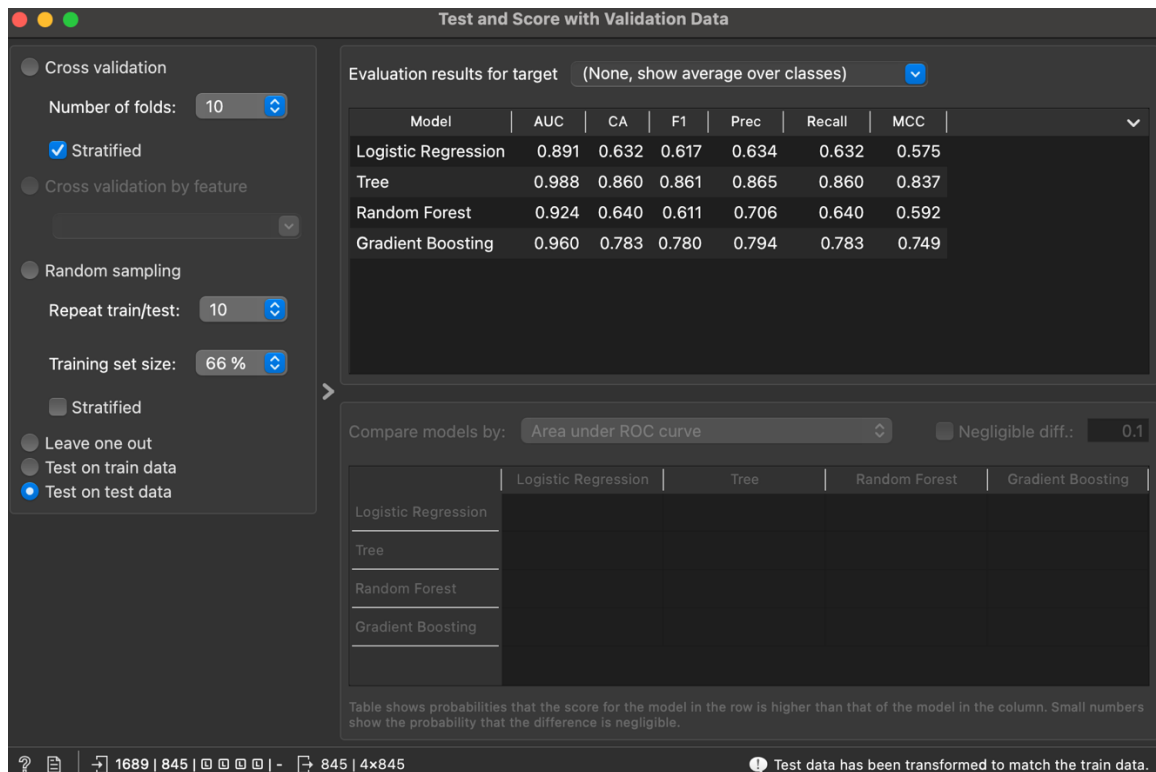 Test and Score with Validation Data
Cross validation
Number of folds: 10
Stratified
Cross validation by feature
Random sampling
Repeat train/test: 10
Training set size: 66 %
Stratified
Leave one out
Test on train data
Test on test data
Evaluation results for target (None, show average over classes)
Model AUC CA F1 Prec Recall MCC
Logistic Regression 0.891 0.632 0.617 0.634 0.632 0.575
Tree 0.988 0.860 0.861 0.865 0.860 0.837
Random Forest 0.924 0.640 0.611 0.706 0.640 0.592
Gradient Boosting 0.960 0.783 0.780 0.794 0.783 0.749
Compare models by: Area under ROC curve Negligible diff.: 0.1
Logistic Regression Tree Random Forest Gradient Boosting
Logistic Regression
Tree
Random Forest
Gradient Boosting
Table shows probabilities that the score for the model in the row is higher than that of the model in the column. Small numbers
show the probability that the difference is negligible.
? 1689 | 845 | L L L L | - 845 | 4×845 Test data has been transformed to match the train data.